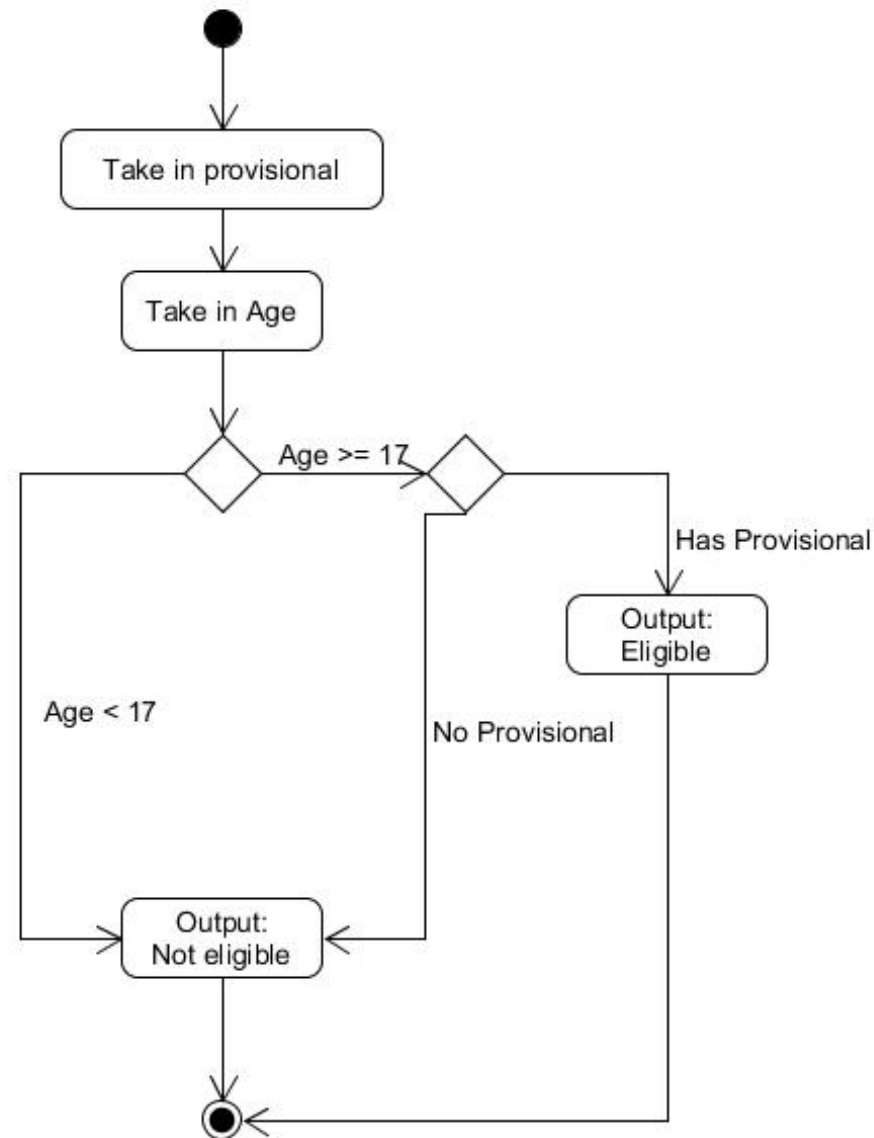 Take in provisional
Take in Age
Age >= 17
Has Provisional
Output:
Eligible
Age < 17
No Provisional
Output:
Not eligible